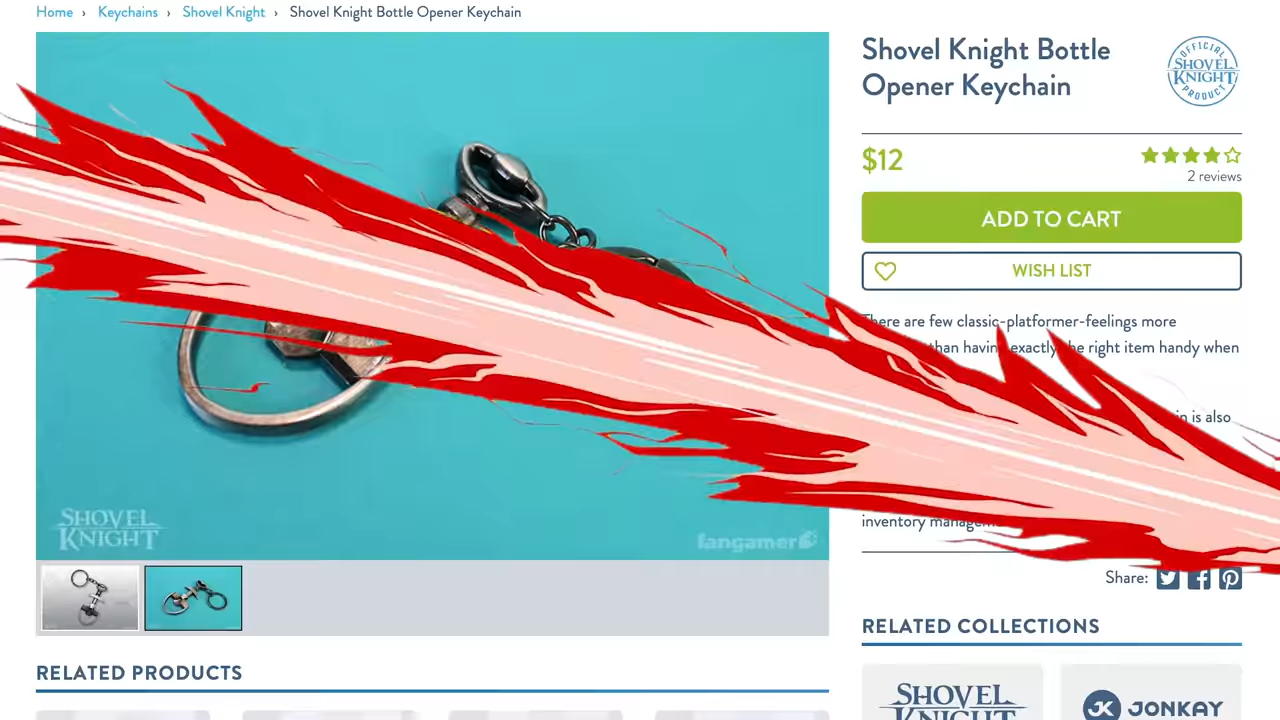 Home › Keychains › Shovel Knight › Shovel Knight Bottle Opener Keychain
Shovel Knight Bottle
Opener Keychain
OFFICIAL
SHOVEL
KNIGHT
PRODUCT
$12
2 reviews
ADD TO CART
WISH LIST
There are few classic-platformer-feelings more
than having exactly the right item handy when
is also
inventory
SHOVEL
KNIGHT
fangamer
Share:
RELATED COLLECTIONS
RELATED PRODUCTS
SHOVEL
KNIGHT
JK JONKAY